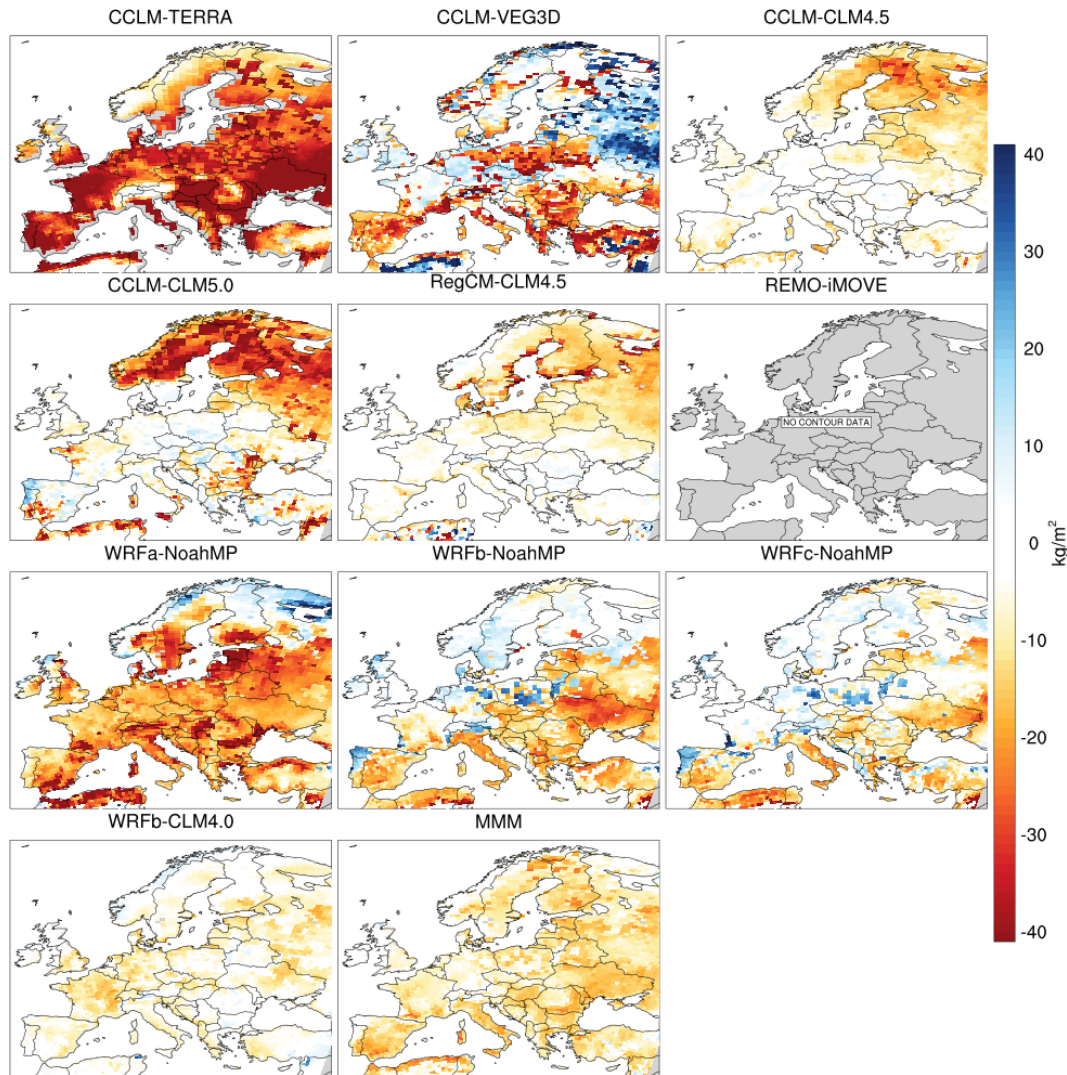 CCLM-TERRA CCLM-VEG3D CCLM-CLM4.5
CCLM-CLM5.0 RegCM-CLM4.5 REMO-iMOVE
NO CONTOUR DATA
WRFa-NoahMP WRFb-NoahMP WRFc-NoahMP
WRFb-CLM4.0 MMM
40
30
20
10
0
-10
-20
-30
-40
kg/m²